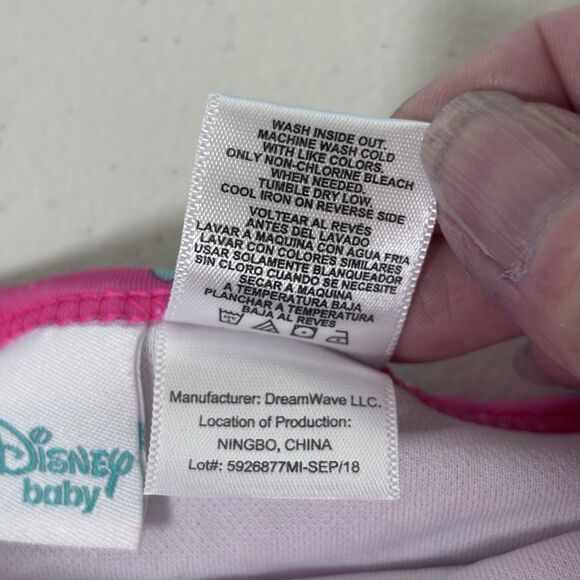 WASH INSIDE OUT.
MACHINE WASH COLD
WITH LIKE COLORS,
ONLY NON-CHLORINE BLEACH
WHEN NEEDED.
TUMBLE DRY LOW.
COOL IRON ON REVERSE SIDE
VOLTEAR AL REVÉS
ANTES DEL LAVADO
LAVAR A MAQUINA CON AGUA FRIA
LAVAR CON COLORES SIMILARES
USAR SOLAMENTE BLANQUEADOR
SIN CLORO CUANDO SE NECESITE
SECAR A MAQUINA
A TEMPERATURA BAJA
PLANCHAR A TEMPERATURA
BAJA AL REVES
Manufacturer: DreamWave LLC.
Location of Production:
NINGBO, CHINA
Lot#: 5926877MI-SEP/18
Disney
baby